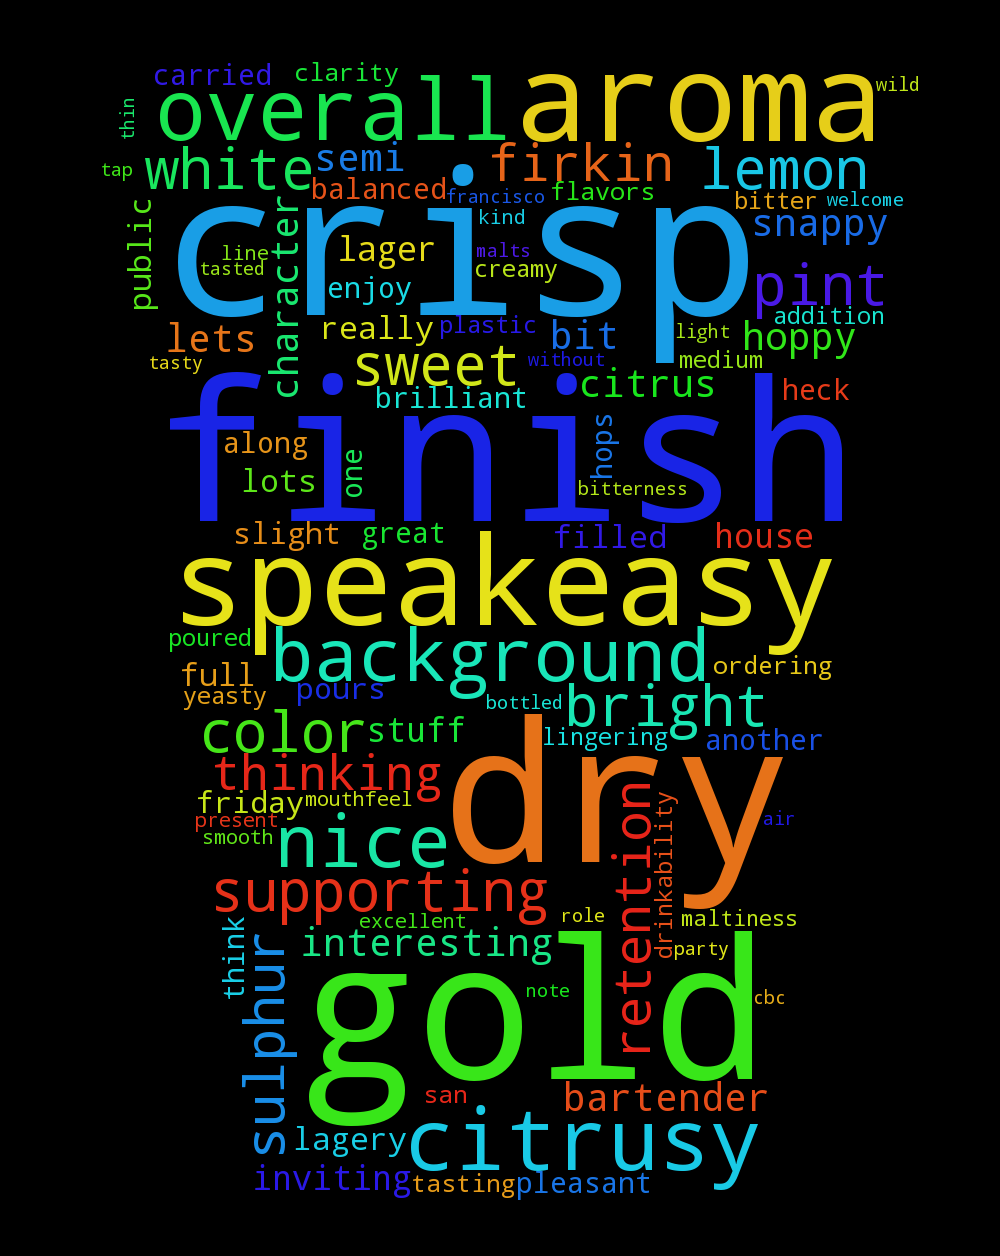 carried
clarity
overall
aroma
wild
thin
tap
white
semi
firkin
lemon
balanced
francisco
flavors
bitter
welcome
public
character
crisp
kind
snappy
line
tasted
lager
malts
creamy
enjoy
pint
addition
lets
really
plastic
bit
light
hoppy
tasty
sweet
without
medium
brilliant
citrus
heck
finish
along
one
hops
lots
bitterness
slight
great
filled
house
speakeasy
poured
background
ordering
full
yeasty
pours
bottled
bright
color
stuff
lingering
another
thinking
dry
friday
mouthfeel
present
smooth
air
nice
retention
drinkability
supporting
excellent
role
maltiness
think
sulphur
interesting
party
gold
note
cbc
san
bartender
lagery
citrusy
inviting
tasting
pleasant